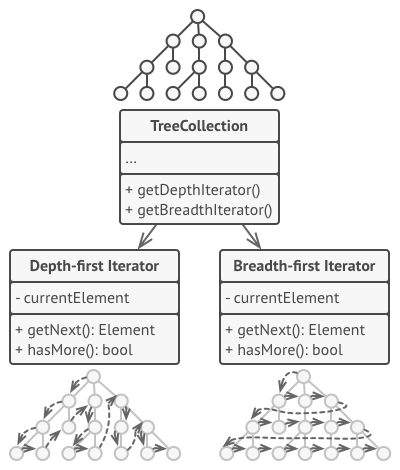 TreeCollection
...
+ getDepthIterator()
+ getBreadthIterator()
Depth-first Iterator
- currentElement
+ getNext(): Element
+ hasMore(): bool
Breadth-first Iterator
- currentElement
+ getNext(): Element
+ hasMore(): bool